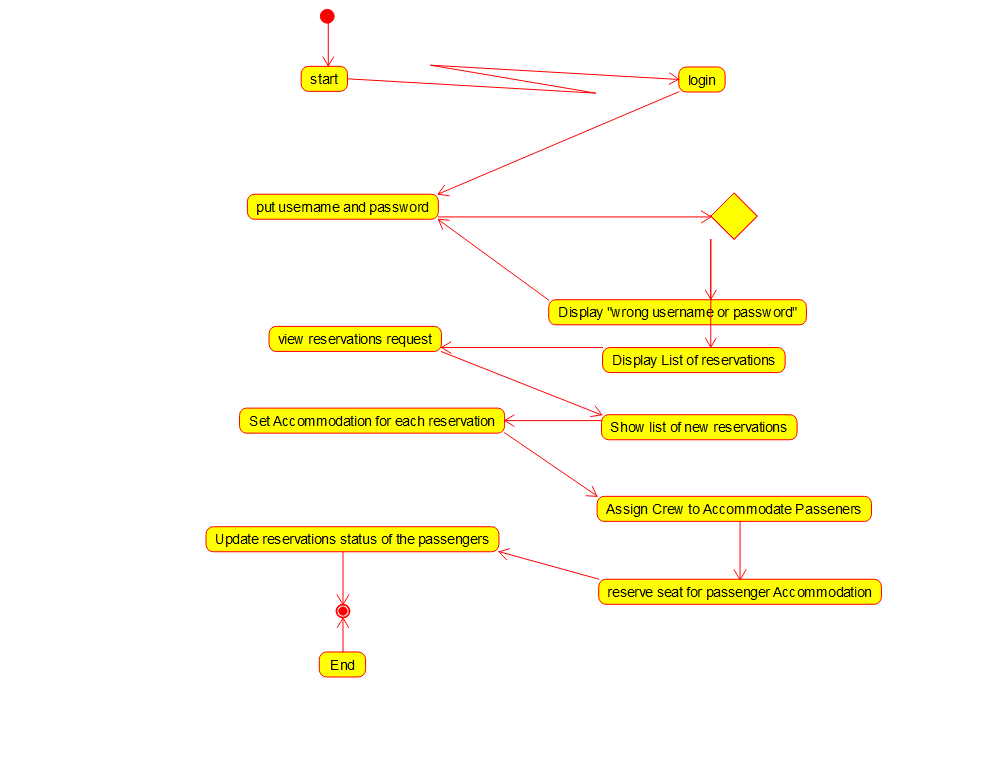 start
login
put username and password
Display "wrong username or password"
view reservations request
Display List of reservations
Set Accommodation for each reservation
Show list of new reservations
Assign Crew to Accommodate Passeners
Update reservations status of the passengers
reserve seat for passenger Accommodation
End